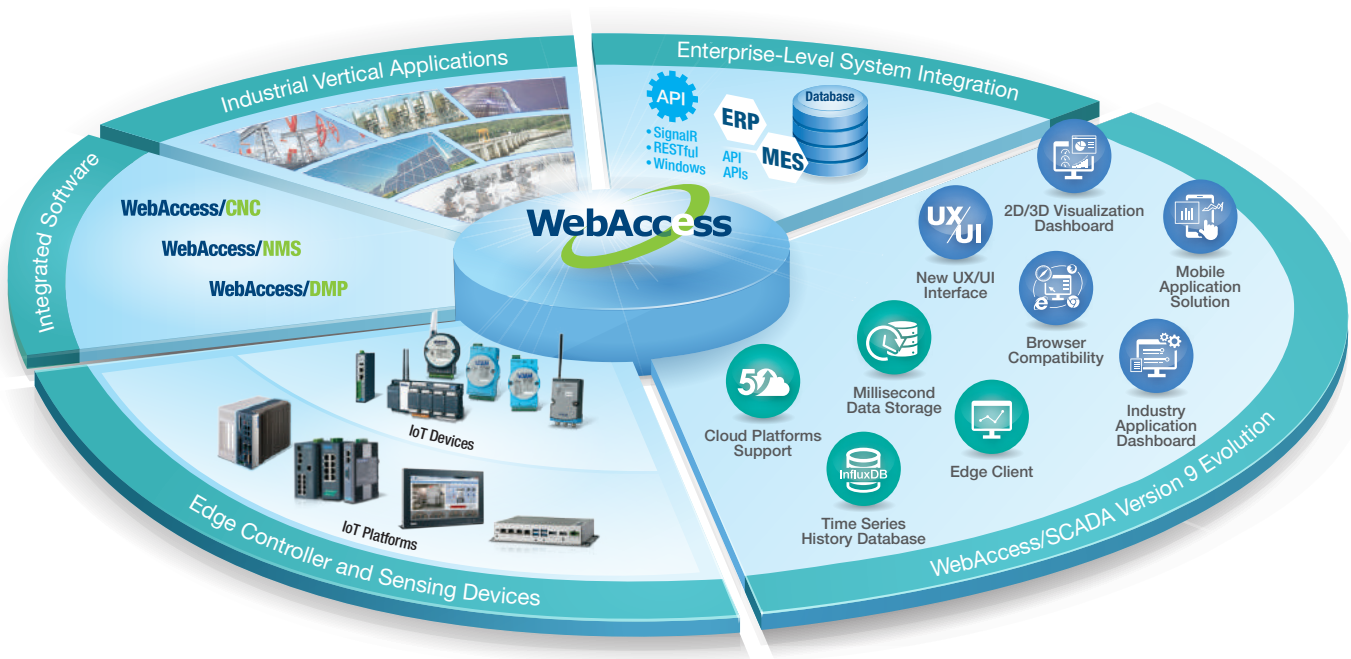 Industrial Vertical Applications
Enterprise-Level System Integration
API
• SignalR
• RESTful
• Windows
ERP
API
APIs
MES
Database
Integrated Software
WebAccess/CNC
WebAccess/NMS
WebAccess/DMP
WebAccess
UX/UI
New UX/UI
Interface
2D/3D Visualization
Dashboard
Mobile
Application
Solution
Browser
Compatibility
Industry
Application
Dashboard
Millisecond
Data Storage
Cloud Platforms
Support
Edge Client
InfluxDB
Time Series
History Database
WebAccess/SCADA Version 9 Evolution
IoT Devices
IoT Platforms
Edge Controller and Sensing Devices